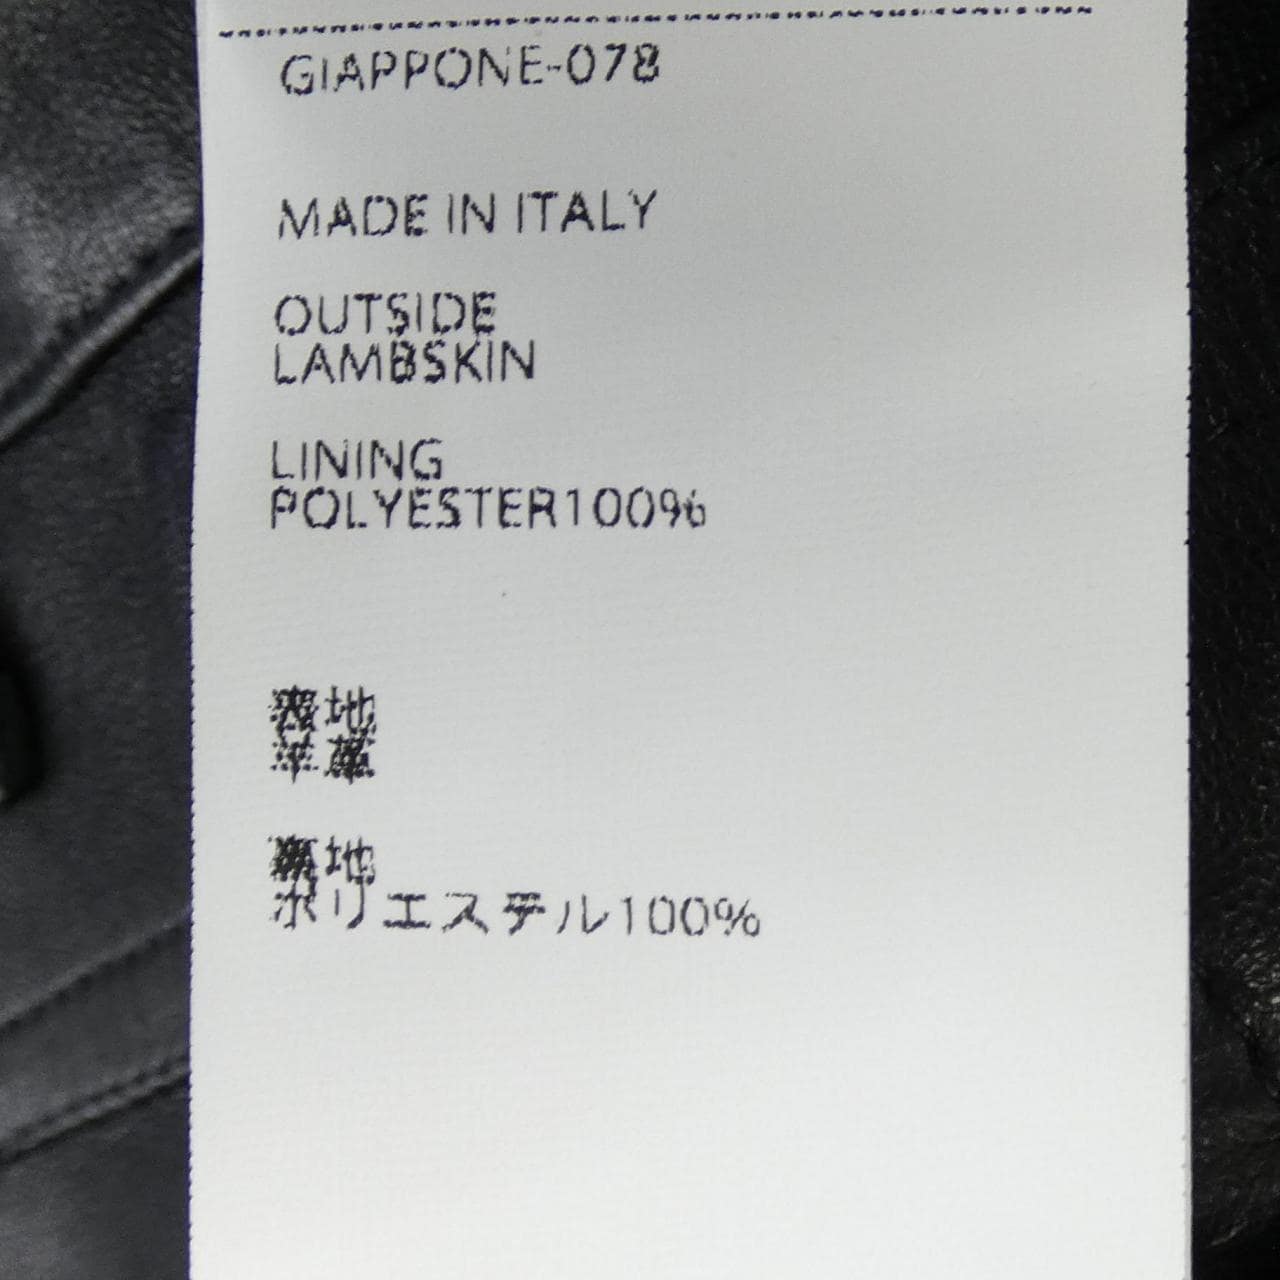 GIAPPONE-078
MADE IN ITALY
OUTSIDE
LAMBSKIN
LINING
POLYESTER100%
表地
羊革
裏地
ポリエステル100%